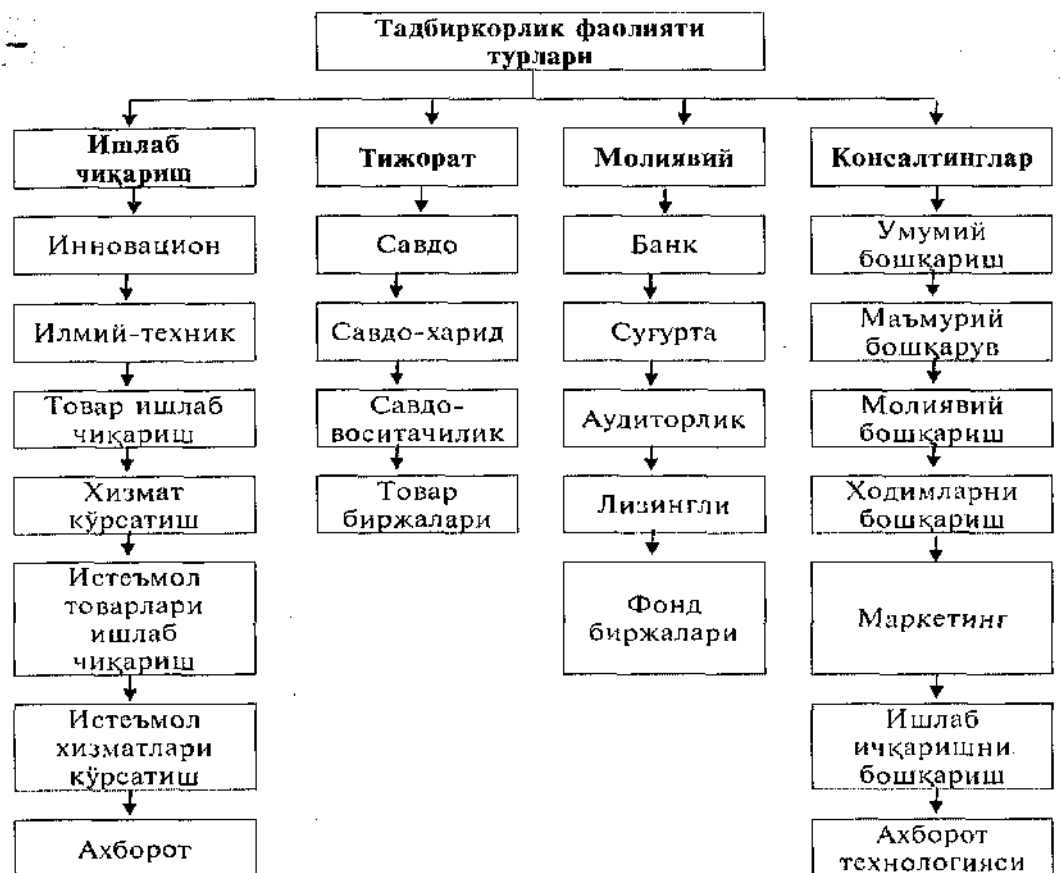 Тадбиркорлик фаолияти
турлари
Ишлаб
чиқариш
Инновацион
Илмий-техник
Товар ишлаб
чиқариш
Хизмат
кўрсатиш
Истеъмол
товарлари
ишлаб
чиқариш
Истеъмол
хизматлари
кўрсатиш
Ахборот
Тижорат
Савдо
Савдо-харид
Савдо-
воситачилик
Товар
биржалари
Молиявий
Банк
Суғурта
Аудиторлик
Лизингли
Фонд
биржалари
Консалтинглар
Умумий
бошқариш
Маъмурий
бошқарув
Молиявий
бошқариш
Ходимларни
бошқариш
Маркетинг
Ишлаб
ичқаришни
бошқариш
Ахборот
технологияси